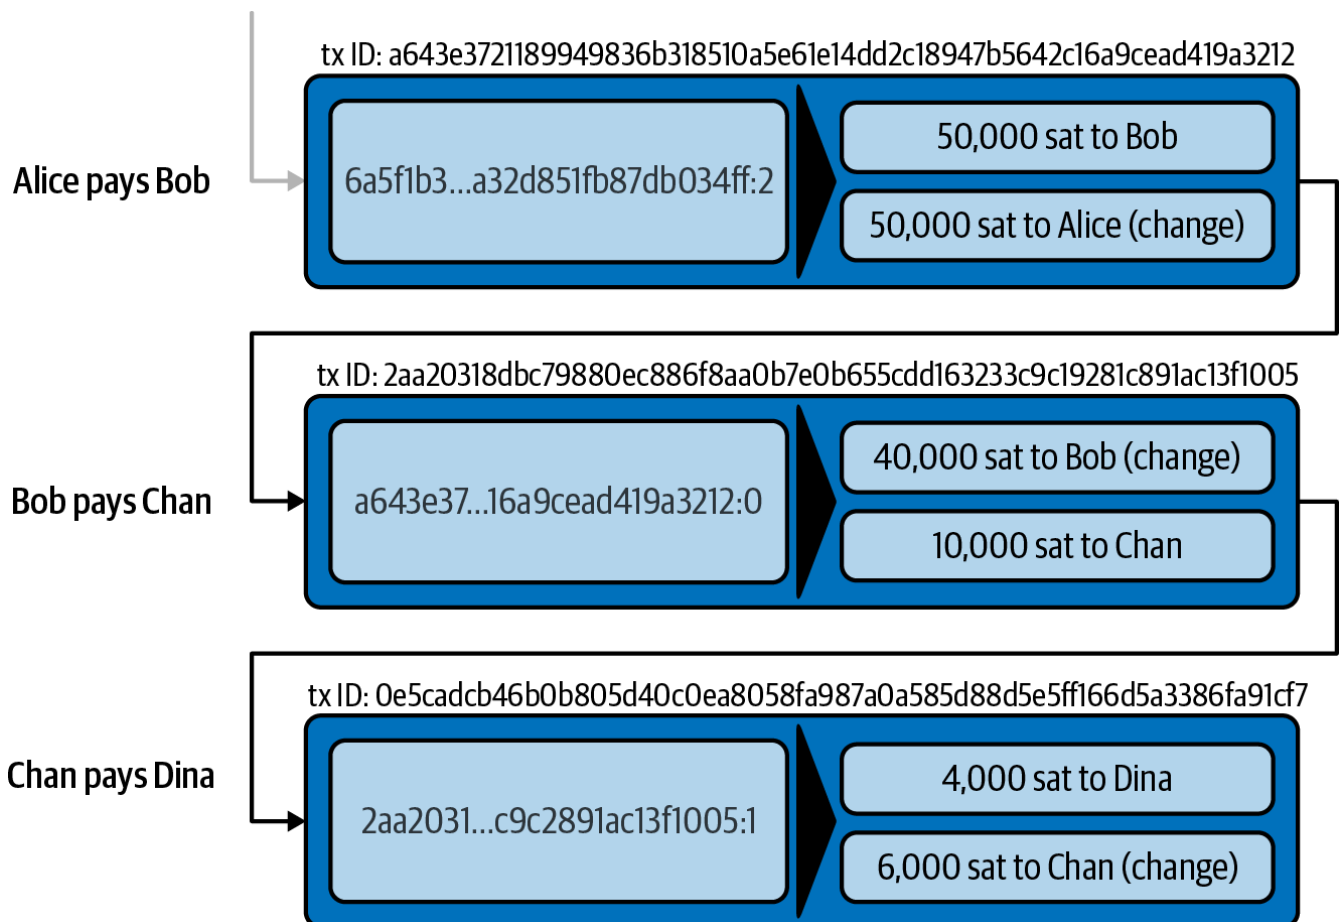 tx ID: a643e3721189949836b318510a5e61e14dd2c18947b5642c16a9cead419a3212
Alice pays Bob
6a5f1b3...a32d851fb87db034ff:2
50,000 sat to Bob
50,000 sat to Alice (change)
tx ID: 2aa20318dbc79880ec886f8aa0b7e0b655cdd163233c9c19281c891ac13f1005
Bob pays Chan
a643e37...16a9cead419a3212:0
40,000 sat to Bob (change)
10,000 sat to Chan
tx ID: 0e5cadcb46b0b805d40c0ea8058fa987a0a585d88d5e5ff166d5a3386fa91cf7
Chan pays Dina
2aa2031...c9c2891ac13f1005:1
4,000 sat to Dina
6,000 sat to Chan (change)